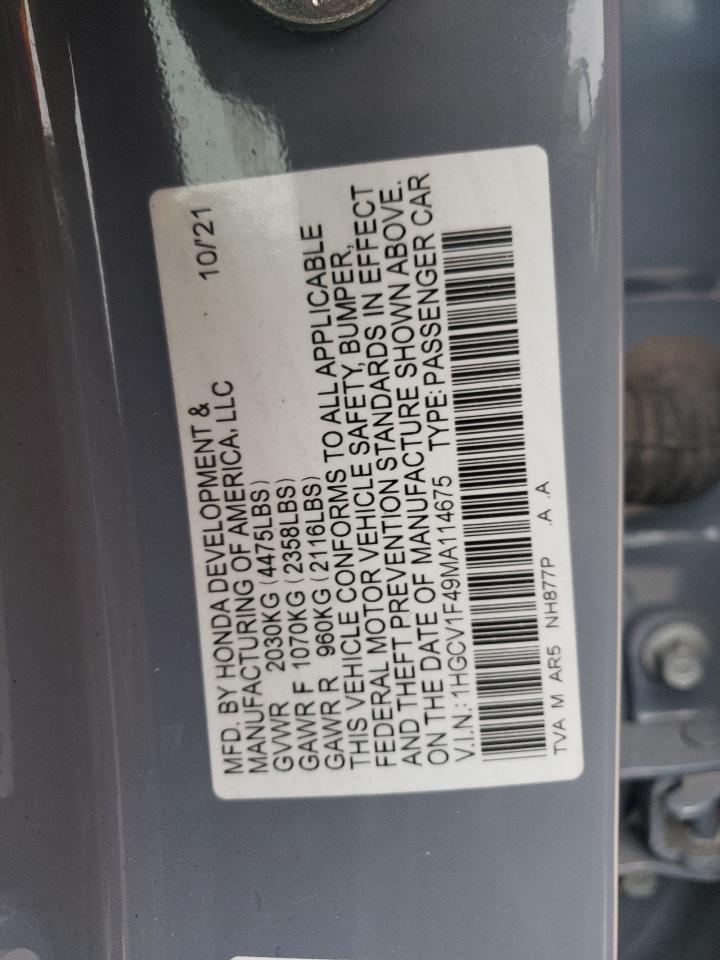 MFD. BY HONDA DEVELOPMENT &
MANUFACTURING OF AMERICA, LLC 10/'21
GVWR 2030KG (4475LBS)
GAWR F 1070KG (2358LBS)
GAWR R 960KG (2116LBS)
THIS VEHICLE CONFORMS TO ALL APPLICABLE
FEDERAL MOTOR VEHICLE SAFETY, BUMPER,
AND THEFT PREVENTION STANDARDS IN EFFECT
ON THE DATE OF MANUFACTURE SHOWN ABOVE.
V.I.N.: 1HGCV1F49MA114675 TYPE: PASSENGER CAR
TVA M AR5 NH877P .A .A